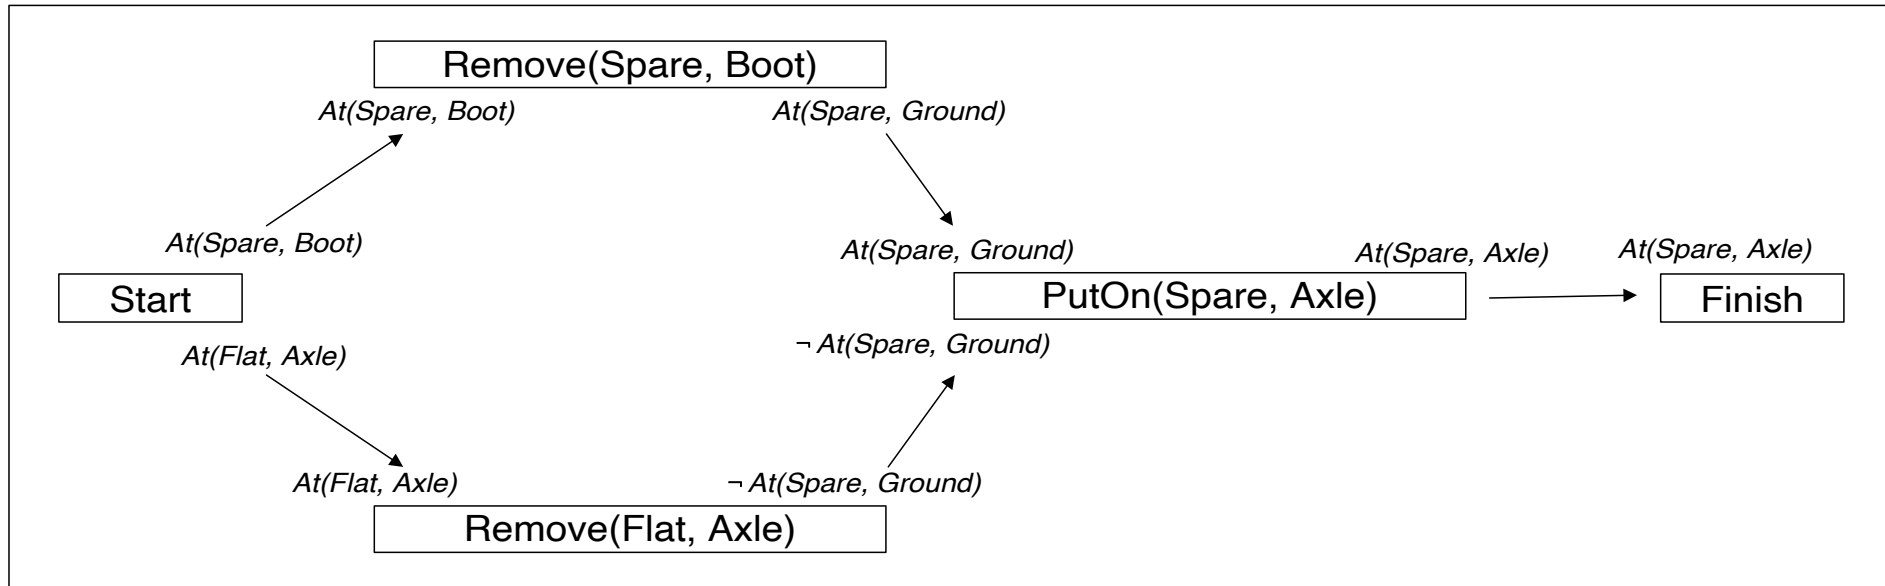 Remove(Spare, Boot)
At(Spare, Boot)
At(Spare, Ground)
At(Spare, Boot)
At(Spare, Ground)
At(Spare, Axle)
At(Spare, Axle)
Start
PutOn(Spare, Axle)
Finish
At(Flat, Axle)
¬ At(Spare, Ground)
At(Flat, Axle)
¬ At(Spare, Ground)
Remove(Flat, Axle)